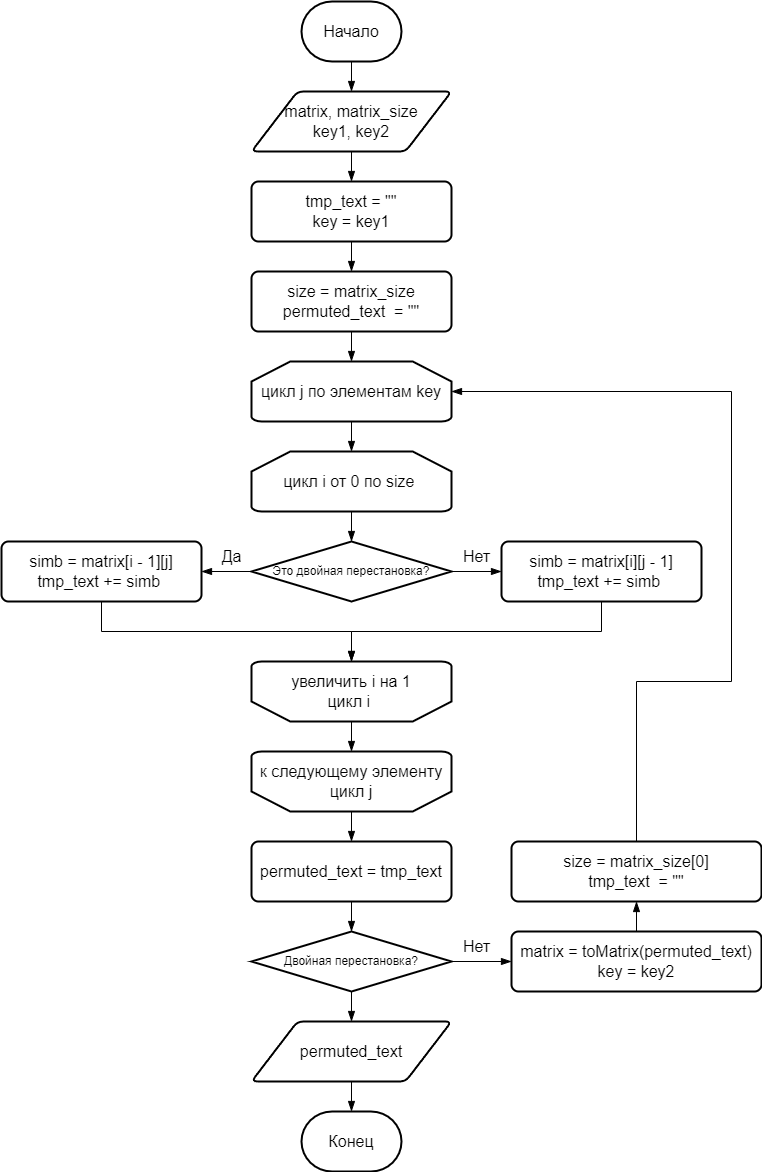 Начало
matrix, matrix_size
key1, key2
tmp_text = ""
key = key1
size = matrix_size
permuted_text = ""
цикл j по элементам key
цикл i от 0 по size
Это двойная перестановка?
Да
Нет
simb = matrix[i - 1][j]
tmp_text += simb
simb = matrix[i][j - 1]
tmp_text += simb
увеличить i на 1
цикл i
к следующему элементу
цикл j
permuted_text = tmp_text
size = matrix_size[0]
tmp_text = ""
Двойная перестановка?
Нет
matrix = toMatrix(permuted_text)
key = key2
permuted_text
Конец